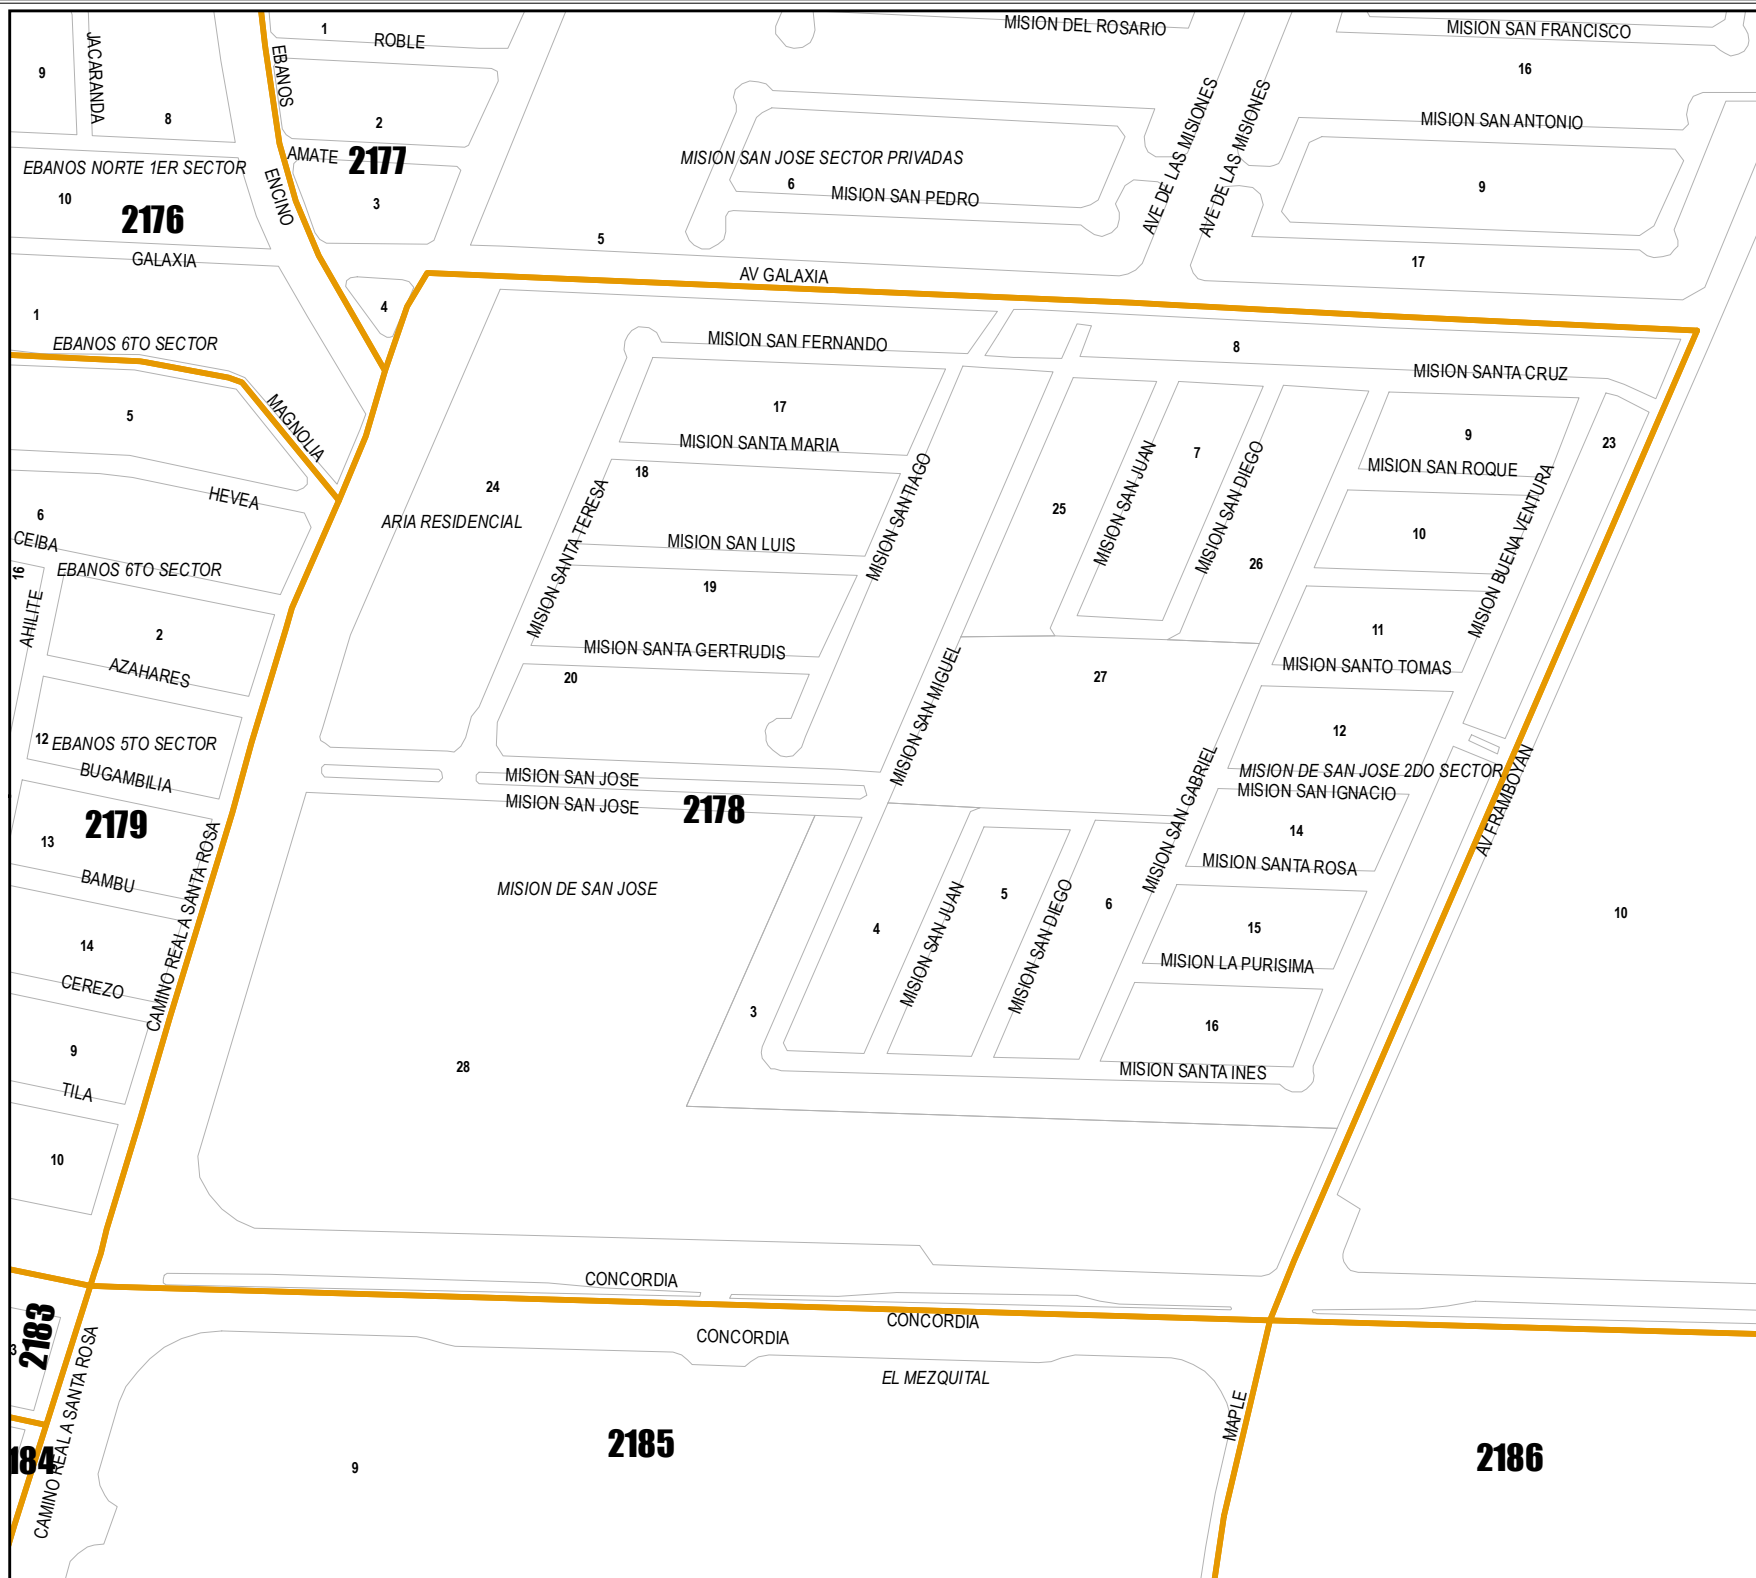 MISION DEL ROSARIO
MISION SAN FRANCISCO
1
ROBLE
JACARANDA
EBANOS
9
16
8
2
MISION SAN ANTONIO
AVE DE LAS MISIONES
AVE DE LAS MISIONES
AMATE
2177
MISION SAN JOSE SECTOR PRIVADAS
EBANOS NORTE 1ER SECTOR
ENCINO
6
MISION SAN PEDRO
9
10
3
2176
5
GALAXIA
17
AV GALAXIA
4
1
EBANOS 6TO SECTOR
MISION SAN FERNANDO
8
MISION SANTA CRUZ
5
MAGNOLIA
17
MISION SANTA MARIA
9
23
7
MISION SAN ROQUE
18
24
HEVEA
MISION SANTA TERESA
MISION SANTIAGO
MISION SAN JUAN
MISION SAN DIEGO
MISION BUENA VENTURA
25
6
ARIA RESIDENCIAL
CEIBA
MISION SAN LUIS
10
16
EBANOS 6TO SECTOR
26
19
AHILITE
2
11
MISION SANTA GERTRUDIS
MISION SANTO TOMAS
AZAHARES
20
MISION SAN MIGUEL
27
12
EBANOS 5TO SECTOR
12
BUGAMBILIA
MISION SAN JOSE
MISION DE SAN JOSE 2DO SECTOR
MISION SAN GABRIEL
MISION SAN IGNACIO
AV FRAMBOYAN
MISION SAN JOSE
2178
2179
14
13
MISION SANTA ROSA
BAMBU
CAMINO REAL A SANTA ROSA
MISION DE SAN JOSE
5
6
MISION SAN JUAN
MISION SAN DIEGO
4
15
10
14
MISION LA PURISIMA
CEREZO
3
16
9
28
MISION SANTA INES
TILA
10
CONCORDIA
CONCORDIA
CONCORDIA
2183
3
CAMINO REAL A SANTA ROSA
EL MEZQUITAL
MAPLE
2185
184
9
2186